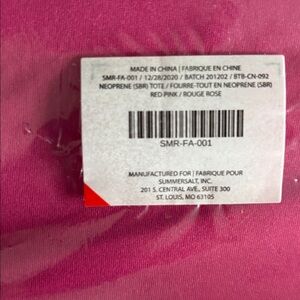 MADE IN CHINA | FABRIQUE EN CHINE
SMR-FA-001 / 12/28/2020 / BATCH 201202 / BTB-CN-092
NEOPRENE (SBR) TOTE / FOURRE-TOUT EN NEOPRENE (SBR)
RED-PINK / ROUGE ROSE
SMR-FA-001
MANUFACTURED FOR | FABRIQUE POUR
SUMMERSALT, INC.
201 S. CENTRAL AVE., SUITE 300
ST. LOUIS, MO 63105